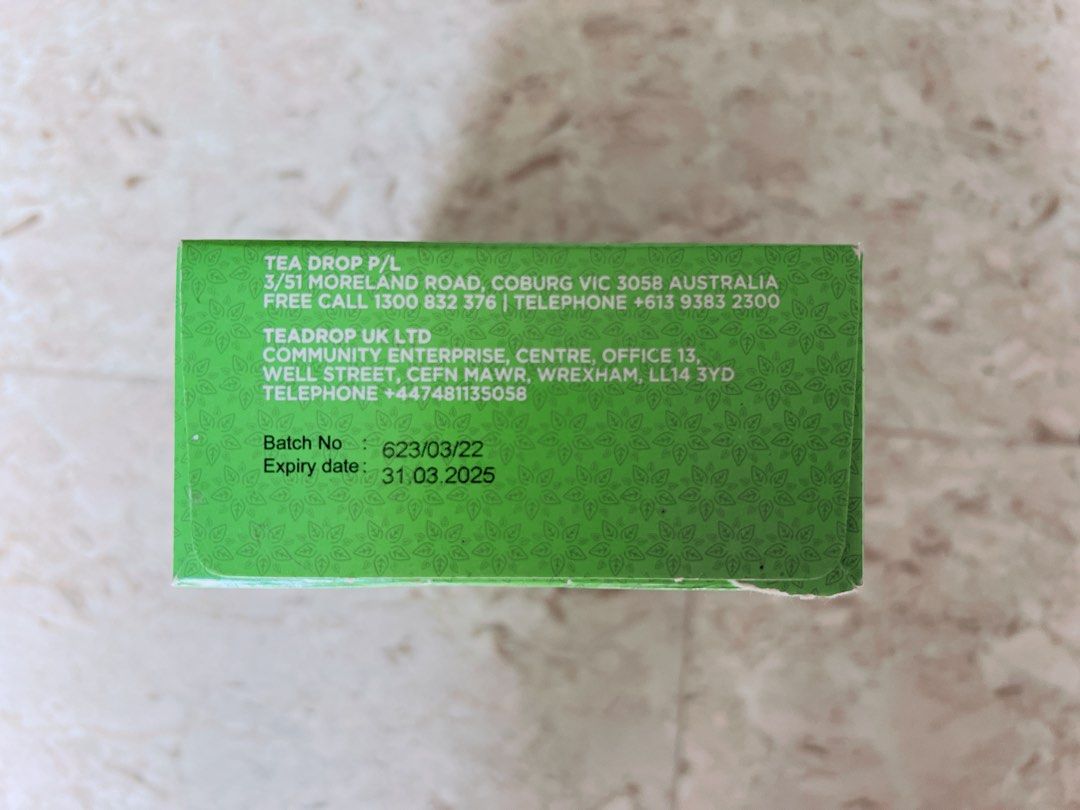 TEA DROP P/L
3/51 MORELAND ROAD, COBURG VIC 3058 AUSTRALIA
FREE CALL 1300 832 376 | TELEPHONE +613 9383 2300
TEADROP UK LTD
COMMUNITY ENTERPRISE, CENTRE, OFFICE 13,
WELL STREET, CEFN MAWR, WREXHAM, LL14 3YD
TELEPHONE +447481135058
Batch No : 623/03/22
Expiry date : 31.03.2025